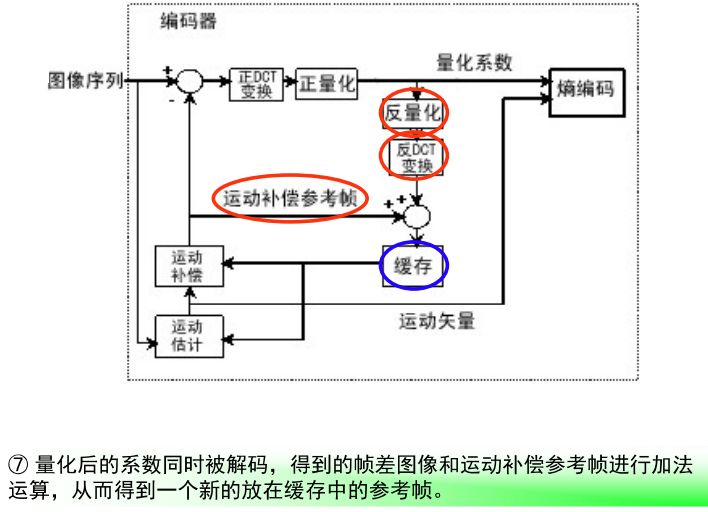 编码器
图像序列
+
-
正DCT
变换
正量化
量化系数
熵编码
反量化
反DCT
变换
运动补偿参考帧
+ +
运动
补偿
缓存
运动矢量
运动
估计
⑦ 量化后的系数同时被解码，得到的帧差图像和运动补偿参考帧进行加法
运算，从而得到一个新的放在缓存中的参考帧。